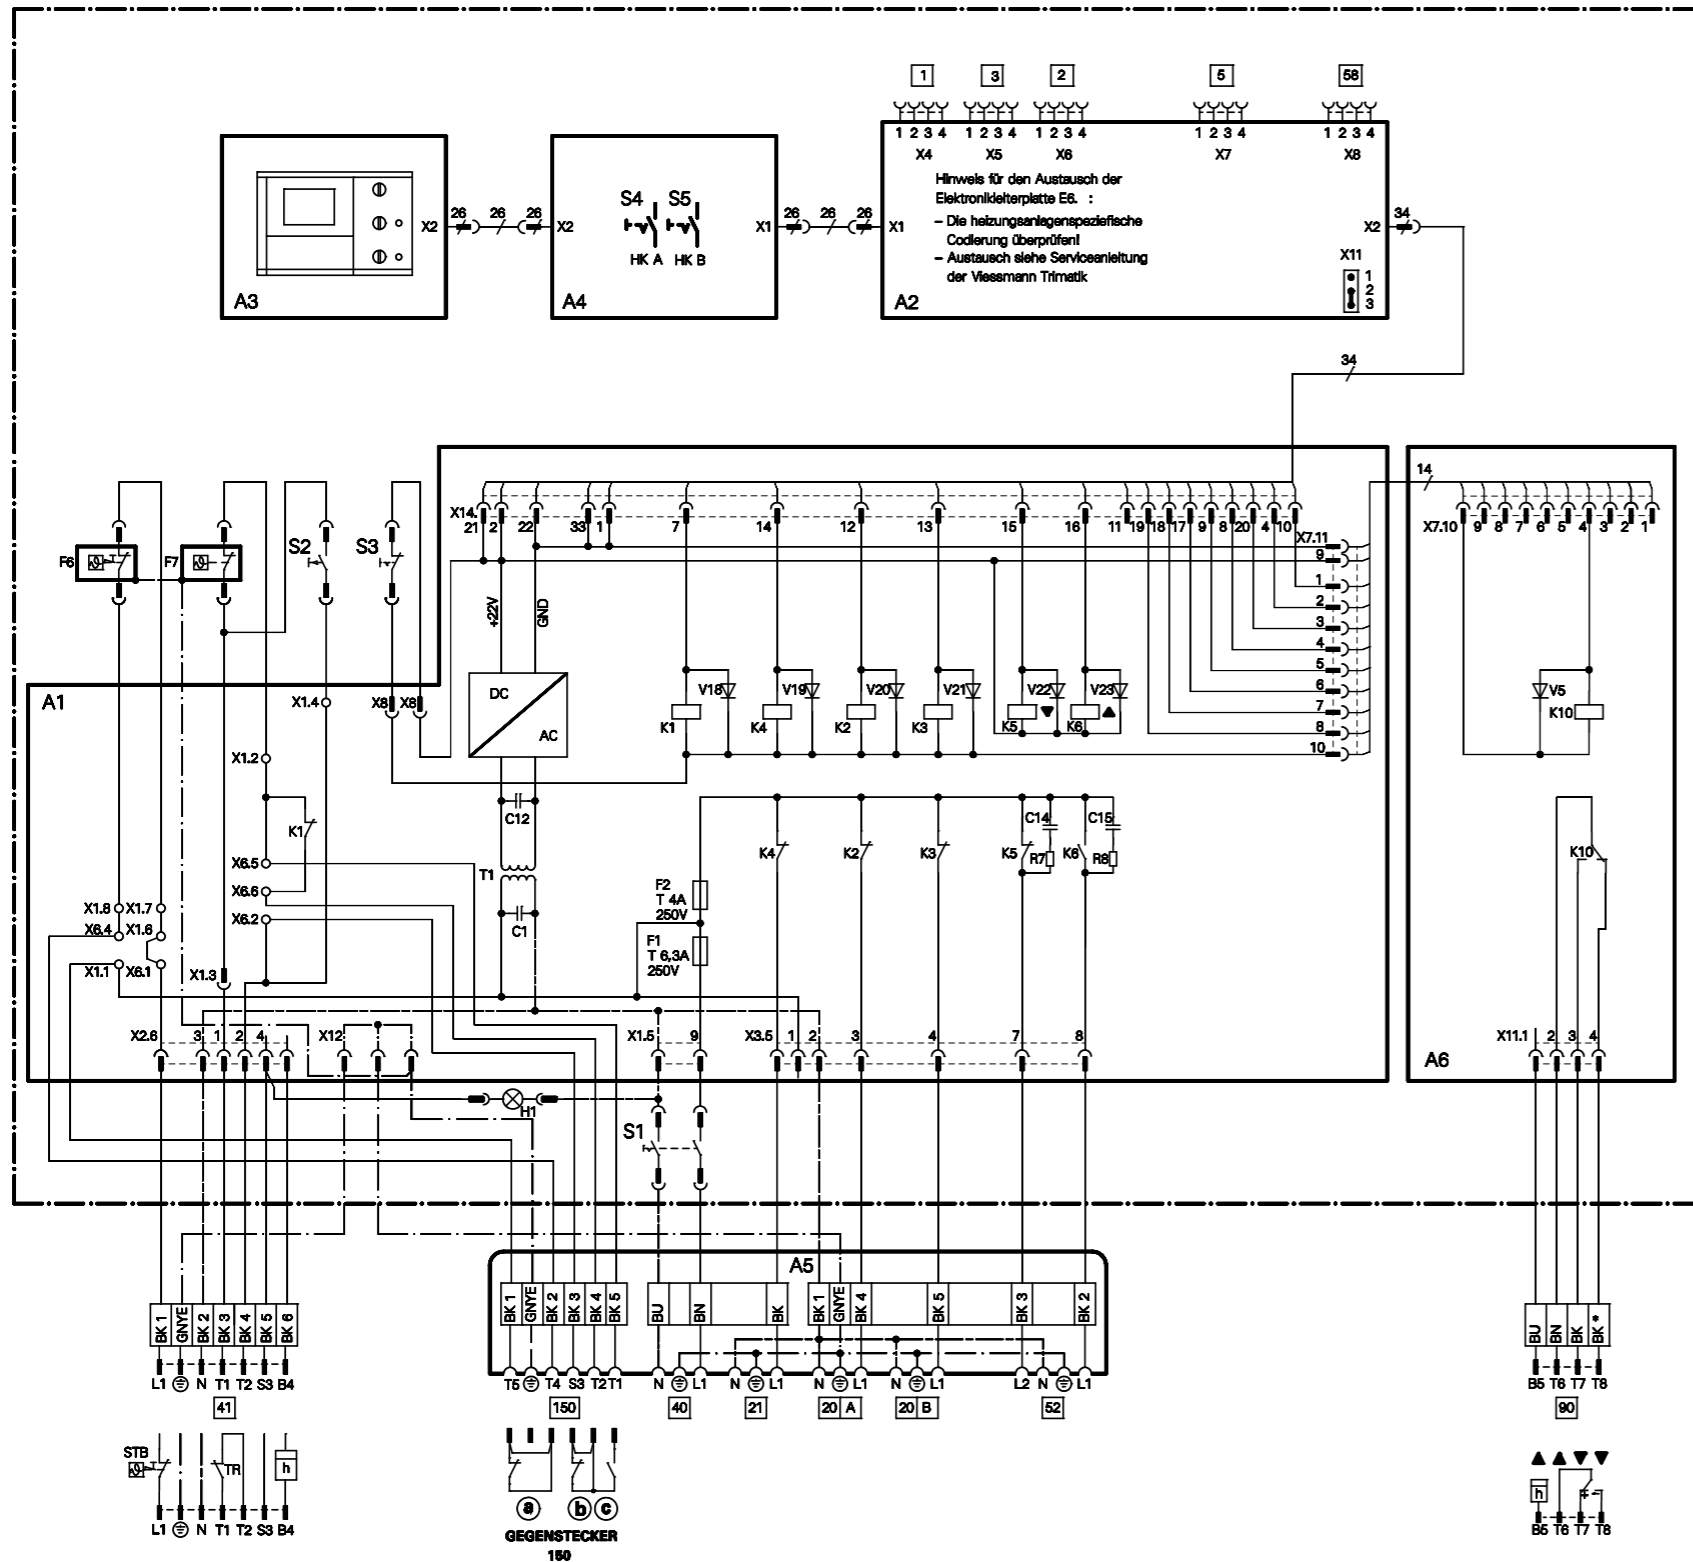 1 3 2 5 58
1 2 3 4 1 2 3 4 1 2 3 4 1 2 3 4 1 2 3 4
X4 X5 X6 X7 X8
Hinweis für den Austausch der
Elektronikleiterplatte E6. :
– Die heizungsanlagenspeziefische
Codierung überprüfen!
– Austausch siehe Serviceanleitung
der Viessmann Trimatik
S4 S5
HK A HK B
X2 26 26 26 X2
X1 26 26 26 X1
X2 34
X11
1
2
3
A3 A4 A2
34
14
X14. 21 2 22 33 1 7 14 12 13 15 16 11 19 18 17 9 8 20 4 10
X7.10 9 8 7 6 5 4 3 2 1
X7.11
9
1
2
3
4
5
6
7
8
10
F6 F7 S2 S3
+22V GND
A1
X1.4 X8 X8
DC
AC
V18 V19 V20 V21 V22 V23
K1 K4 K2 K3 K5 K6
V5
K10
X1.2
K1
C12
T1
C1
X6.5
X6.6
X6.2
X1.8 X1.7
X6.4 X1.6
X1.1 X6.1
X1.3
F2
T 4A
250V
F1
T 6,3A
250V
K4 K2 K3 K5 K6
C14 C15
R7 R8
K10
X2.6 3 1 2 4 X12 X1.5 9 X3.5 1 2 3 4 7 8
X11.1 2 3 4
A6
H1
S1
A5
BK 1 GNYE BK 2 BK 3 BK 4 BK 5 BK 6
BK 1 GNYE BK 2 BK 3 BK 4 BK 5
BU BN BK BK 1 GNYE BK 4 BK 5 BK 3 BK 2
BU BN BK BK *
L1 N T1 T2 S3 B4
T5 T4 S3 T2 T1 N L1 N L1 N L1 N L1 L2 N L1
B5 T6 T7 T8
41 150 40 21 20 A 20 B 52 90
STB TR h
L1 N T1 T2 S3 B4
a b c
GEGENSTECKER
150
h + -
B5 T6 T7 T8